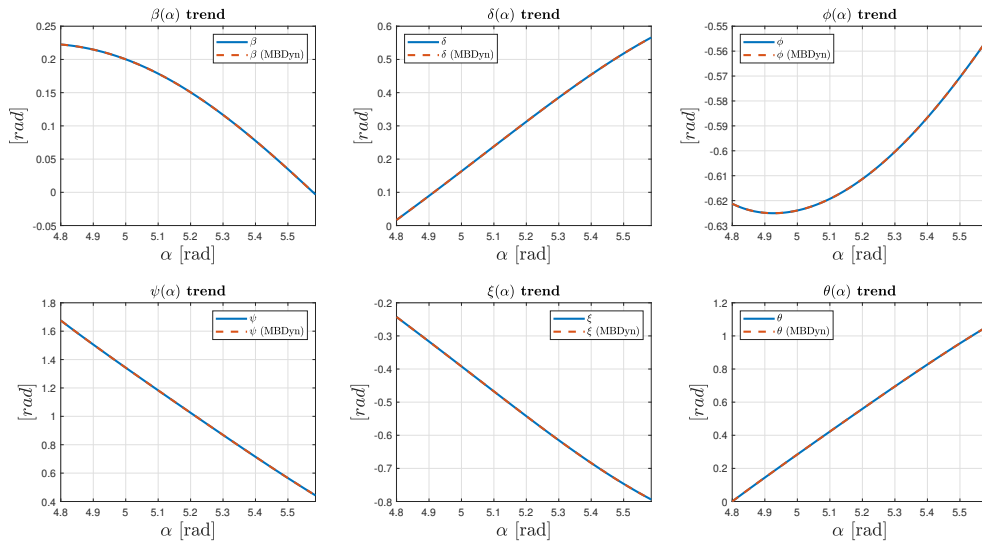 β(α) trend
β
β (MBDyn)
0.25
0.2
0.15
0.1
0.05
0
-0.05
[rad]
4.8 4.9 5 5.1 5.2 5.3 5.4 5.5
α [rad]
δ(α) trend
δ
δ (MBDyn)
0.6
0.5
0.4
0.3
0.2
0.1
0
[rad]
4.8 4.9 5 5.1 5.2 5.3 5.4 5.5
α [rad]
ϕ(α) trend
ϕ
ϕ (MBDyn)
-0.55
-0.56
-0.57
-0.58
-0.59
-0.6
-0.61
-0.62
-0.63
[rad]
4.8 4.9 5 5.1 5.2 5.3 5.4 5.5
α [rad]
ψ(α) trend
ψ
ψ (MBDyn)
1.8
1.6
1.4
1.2
1
0.8
0.6
0.4
[rad]
4.8 4.9 5 5.1 5.2 5.3 5.4 5.5
α [rad]
ξ(α) trend
ξ
ξ (MBDyn)
-0.2
-0.3
-0.4
-0.5
-0.6
-0.7
-0.8
[rad]
4.8 4.9 5 5.1 5.2 5.3 5.4 5.5
α [rad]
θ(α) trend
θ
θ (MBDyn)
1.2
1
0.8
0.6
0.4
0.2
0
[rad]
4.8 4.9 5 5.1 5.2 5.3 5.4 5.5
α [rad]